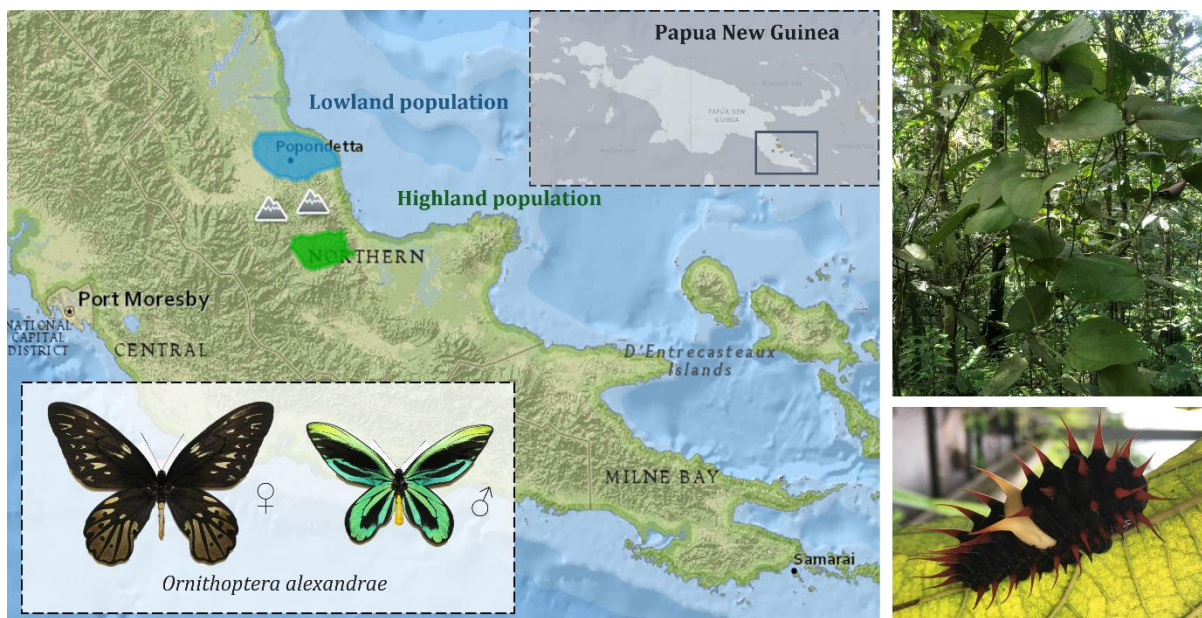 Papua New Guinea
PAPUA NEW
GUINEA
Lowland population
Popondetta
Highland population
NORTHERN
Port Moresby
NATIONAL
CAPITAL
DISTRICT
CENTRAL
D'Entrecasteaux
Islands
MILNE BAY
Samarai
♀
♂
Ornithoptera alexandrae